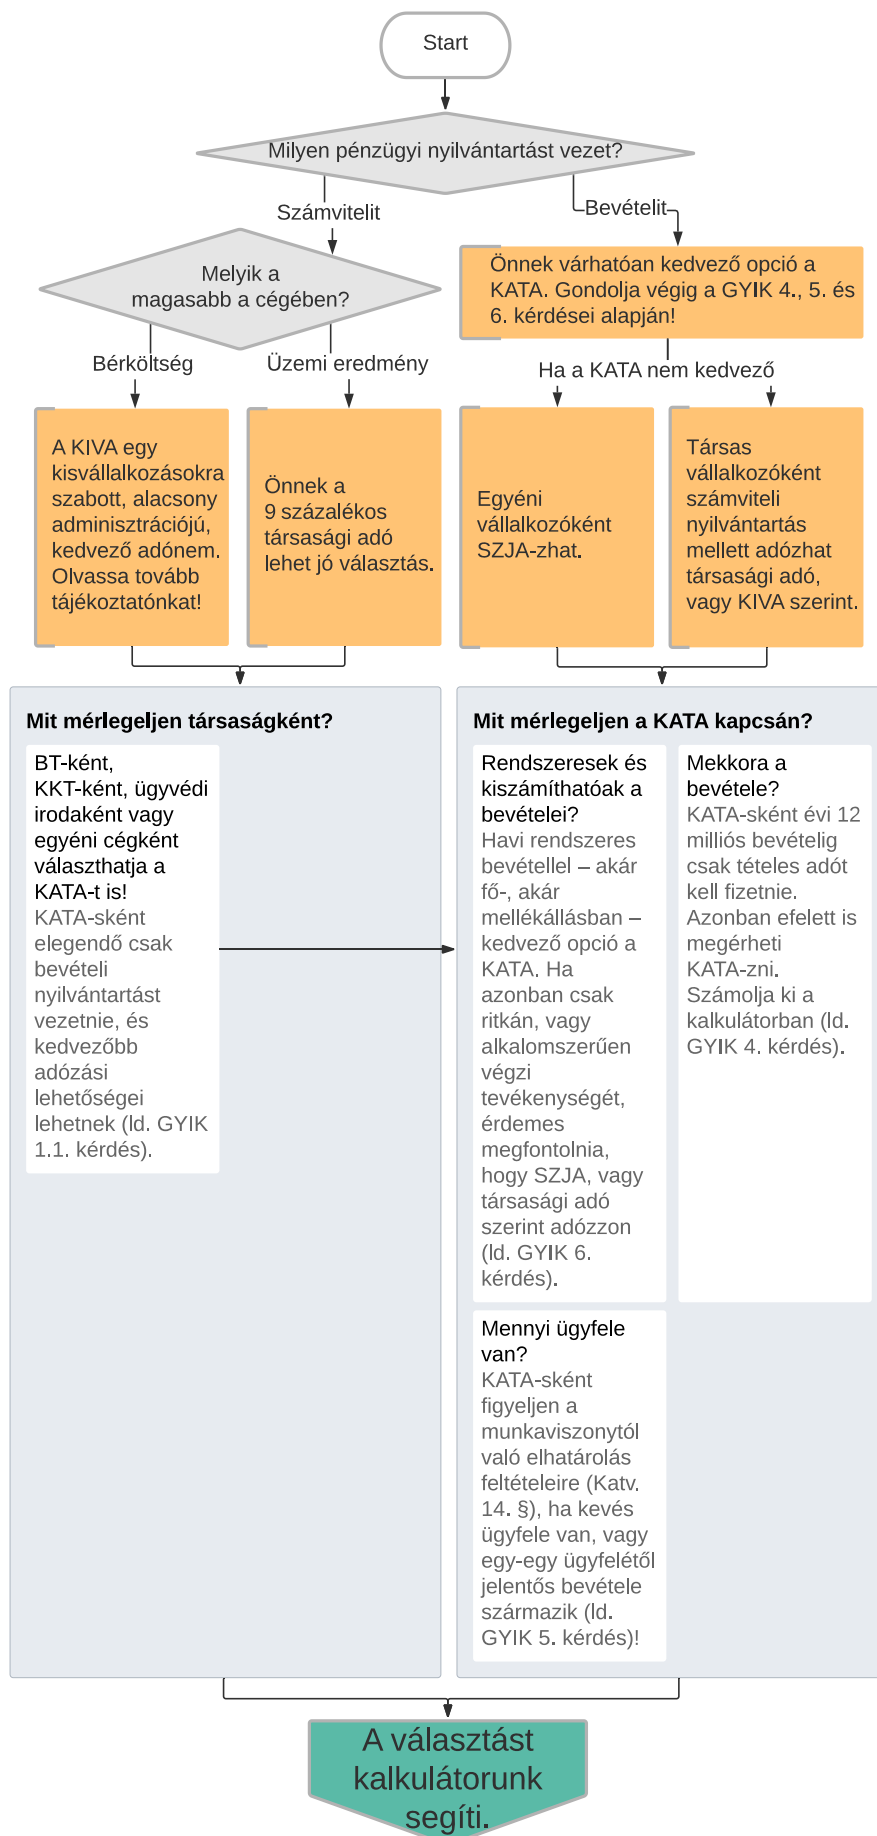 Start
Milyen pénzügyi nyilvántartást vezet?
Számvitelit
Bevételit
Melyik a
magasabb a cégében?
Önnek várhatóan kedvező opció a
KATA. Gondolja végig a GYIK 4., 5. és
6. kérdései alapján!
Bérköltség
Üzemi eredmény
Ha a KATA nem kedvező
A KIVA egy
kisvállalkozásokra
szabott, alacsony
adminisztrációjú,
kedvező adónem.
Olvassa tovább
tájékoztatónkat!
Önnek a
9 százalékos
társasági adó
lehet jó választás.
Egyéni
vállalkozóként
SZJA-zhat.
Társas
vállalkozóként
számviteli
nyilvántartás
mellett adózhat
társasági adó,
vagy KIVA szerint.
Mit mérlegeljen társaságként?
BT-ként,
KKT-ként, ügyvédi
irodaként vagy
egyéni cégként
választhatja a
KATA-t is!
KATA-sként
elegendő csak
bevételi
nyilvántartást
vezetnie, és
kedvezőbb
adózási
lehetőségei
lehetnek (ld. GYIK
1.1. kérdés).
Mit mérlegeljen a KATA kapcsán?
Rendszeresek és
kiszámíthatóak a
bevételei?
Havi rendszeres
bevétellel – akár
fő-, akár
mellékállásban –
kedvező opció a
KATA. Ha
azonban csak
ritkán, vagy
alkalomszerűen
végzi
tevékenységét,
érdemes
megfontolnia,
hogy SZJA, vagy
társasági adó
szerint adózzon
(ld. GYIK 6.
kérdés).
Mekkora a
bevétele?
KATA-sként évi 12
milliós bevételig
csak tételes adót
kell fizetnie.
Azonban efelett is
megérheti
KATA-zni.
Számolja ki a
kalkulátorban (ld.
GYIK 4. kérdés).
Mennyi ügyfele
van?
KATA-sként
figyeljen a
munkaviszonytól
való elhatárolás
feltételeire (Katv.
14. §), ha kevés
ügyfele van, vagy
egy-egy ügyfelétől
jelentős bevétele
származik (ld.
GYIK 5. kérdés)!
A választást
kalkulátorunk
segíti.